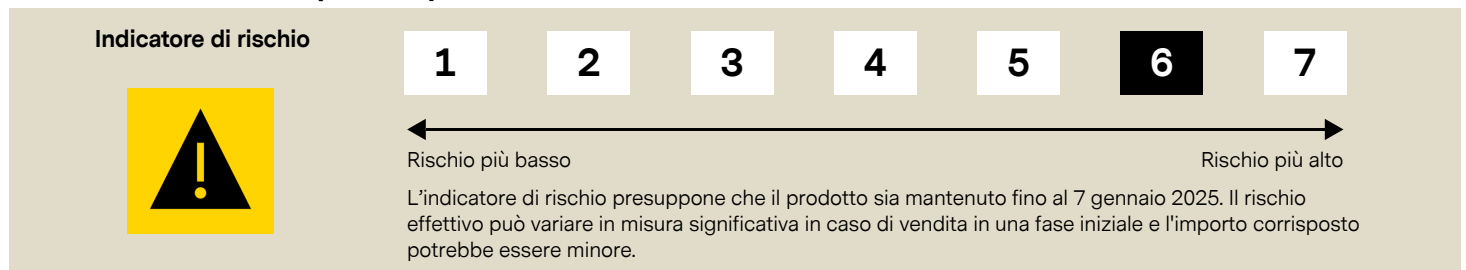 Indicatore di rischio
1 2 3 4 5 6 7
Rischio più basso Rischio più alto
L’indicatore di rischio presuppone che il prodotto sia mantenuto fino al 7 gennaio 2025. Il rischio
effettivo può variare in misura significativa in caso di vendita in una fase iniziale e l'importo corrisposto
potrebbe essere minore.